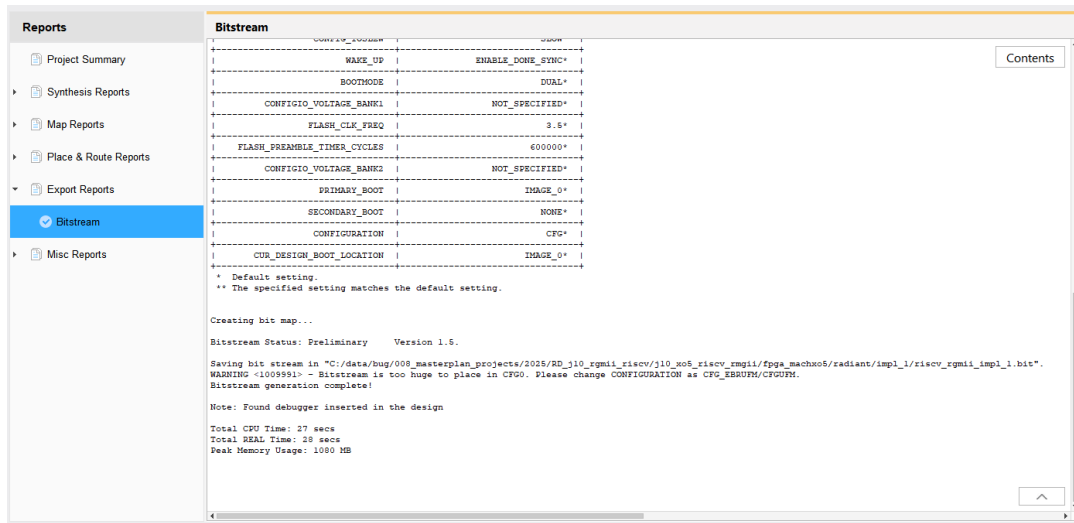 Reports
Project Summary
Synthesis Reports
Map Reports
Place & Route Reports
Export Reports
Bitstream
Misc Reports
Bitstream
Contents
| CONFIG_IOSLEW | SLOW* |
+----------------------------------+----------------------------------+
| WAKE_UP | ENABLE_DONE_SYNC* |
+----------------------------------+----------------------------------+
| BOOTMODE | DUAL* |
+----------------------------------+----------------------------------+
| CONFIGIO_VOLTAGE_BANK1 | NOT_SPECIFIED* |
+----------------------------------+----------------------------------+
| FLASH_CLK_FREQ | 3.5* |
+----------------------------------+----------------------------------+
| FLASH_PREAMBLE_TIMER_CYCLES | 600000* |
+----------------------------------+----------------------------------+
| CONFIGIO_VOLTAGE_BANK2 | NOT_SPECIFIED* |
+----------------------------------+----------------------------------+
| PRIMARY_BOOT | IMAGE_0* |
+----------------------------------+----------------------------------+
| SECONDARY_BOOT | NONE* |
+----------------------------------+----------------------------------+
| CONFIGURATION | CFG* |
+----------------------------------+----------------------------------+
| CUR_DESIGN_BOOT_LOCATION | IMAGE_0* |
+----------------------------------+----------------------------------+
* Default setting.
** The specified setting matches the default setting.
Creating bit map...
Bitstream Status: Preliminary Version 1.5.
Saving bit stream in "C:/data/bug/008_masterplan_projects/2025/RD_jl0_rgmii_riscv/jl0_xo5_riscv_rmgii/fpga_machxo5/radiant/impl_1/riscv_rgmii_impl_1.bit".
WARNING <1009991> - Bitstream is too huge to place in CFG0. Please change CONFIGURATION as CFG_EBRUFM/CFGUFM.
Bitstream generation complete!
Note: Found debugger inserted in the design
Total CPU Time: 27 secs
Total REAL Time: 28 secs
Peak Memory Usage: 1080 MB